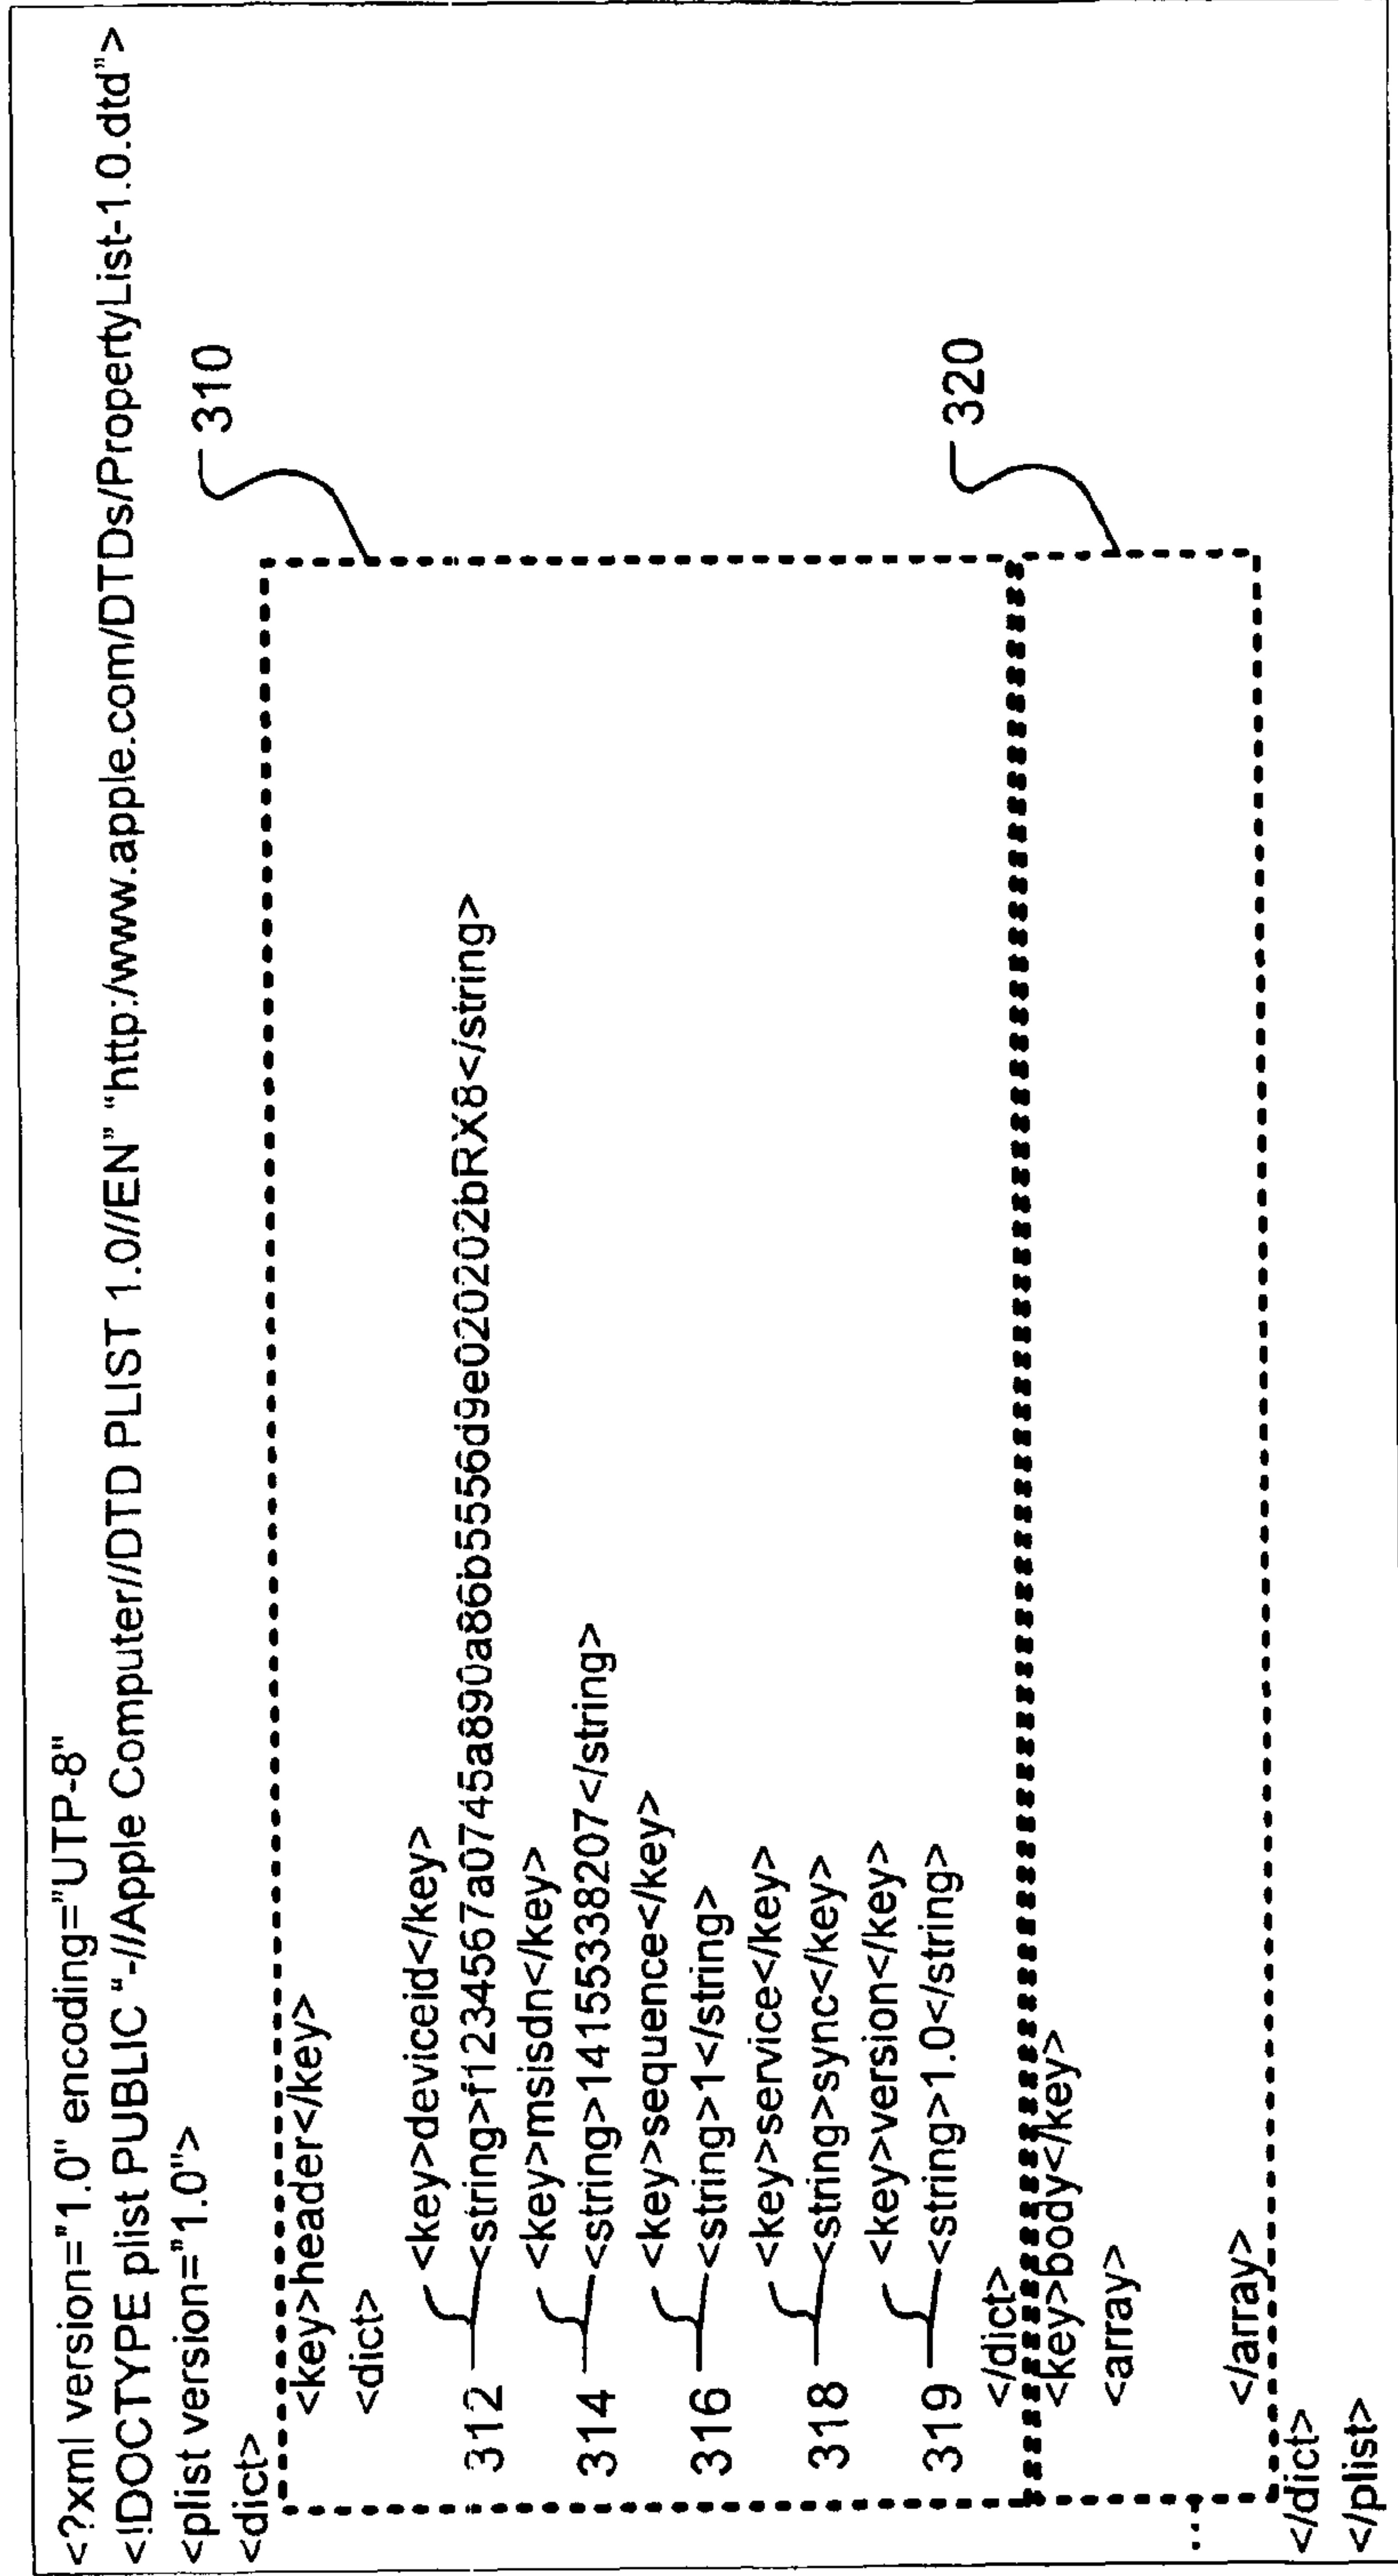 <?xml version="1.0" encoding="UTP-8"
<!DOCTYPE plist PUBLIC "-//Apple Computer//DTD PLIST 1.0//EN" "http:/www.apple.com/DTDs/PropertyList-1.0.dtd">
<plist version="1.0">
<dict>
310
<key>header</key>
<dict>
<key>deviceid</key>
312 <string>f1234567a0745a890a86b5556d9e020202bRX8</string>
<key>msisdn</key>
314 <string>14155338207</string>
<key>sequence</key>
316 <string>1</string>
<key>service</key>
318 <string>sync</key>
<key>version</key>
319 <string>1.0</string>
</dict>
320
<key>body</key>
<array>
...
</array>
</dict>
</plist>